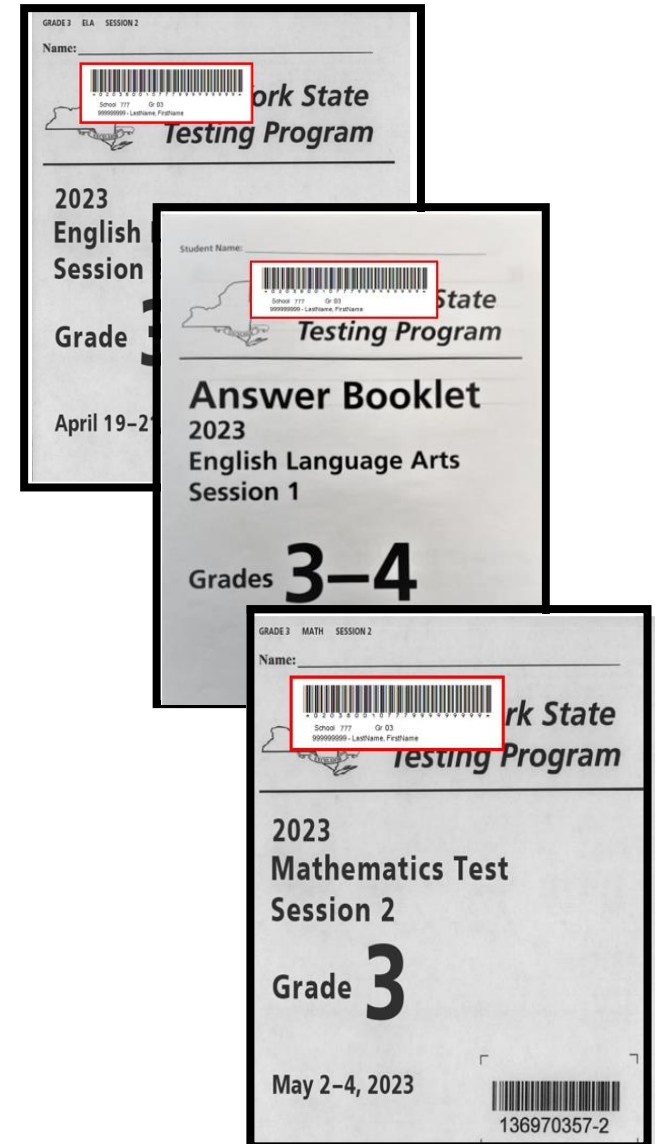 GRADE 3 ELA SESSION 2
Name:
School 777 Gr 03
999999999 - LastName, FirstName
ork State
Testing Program
2023
English
Session
Grade
April 19–21
Student Name:
School 777 Gr 03
999999999 - LastName, FirstName
State
Testing Program
Answer Booklet
2023
English Language Arts
Session 1
Grades 3–4
GRADE 3 MATH SESSION 2
Name:
School 777 Gr 03
999999999 - LastName, FirstName
rk State
Testing Program
2023
Mathematics Test
Session 2
Grade 3
May 2–4, 2023
136970357-2